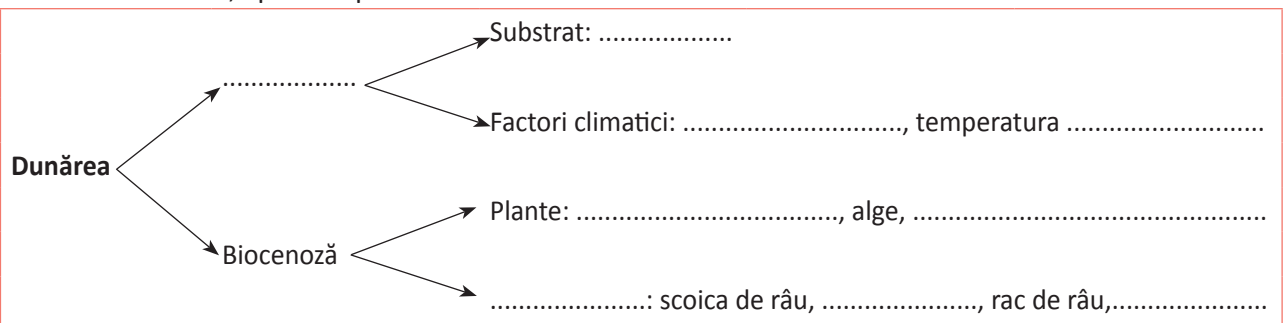 Substrat: ...................
...................
Factori climatici: ..............................., temperatura ............................
Dunărea
Plante: ....................................., alge, ..................................................
Biocenoză
......................: scoica de râu, ......................, rac de râu,......................